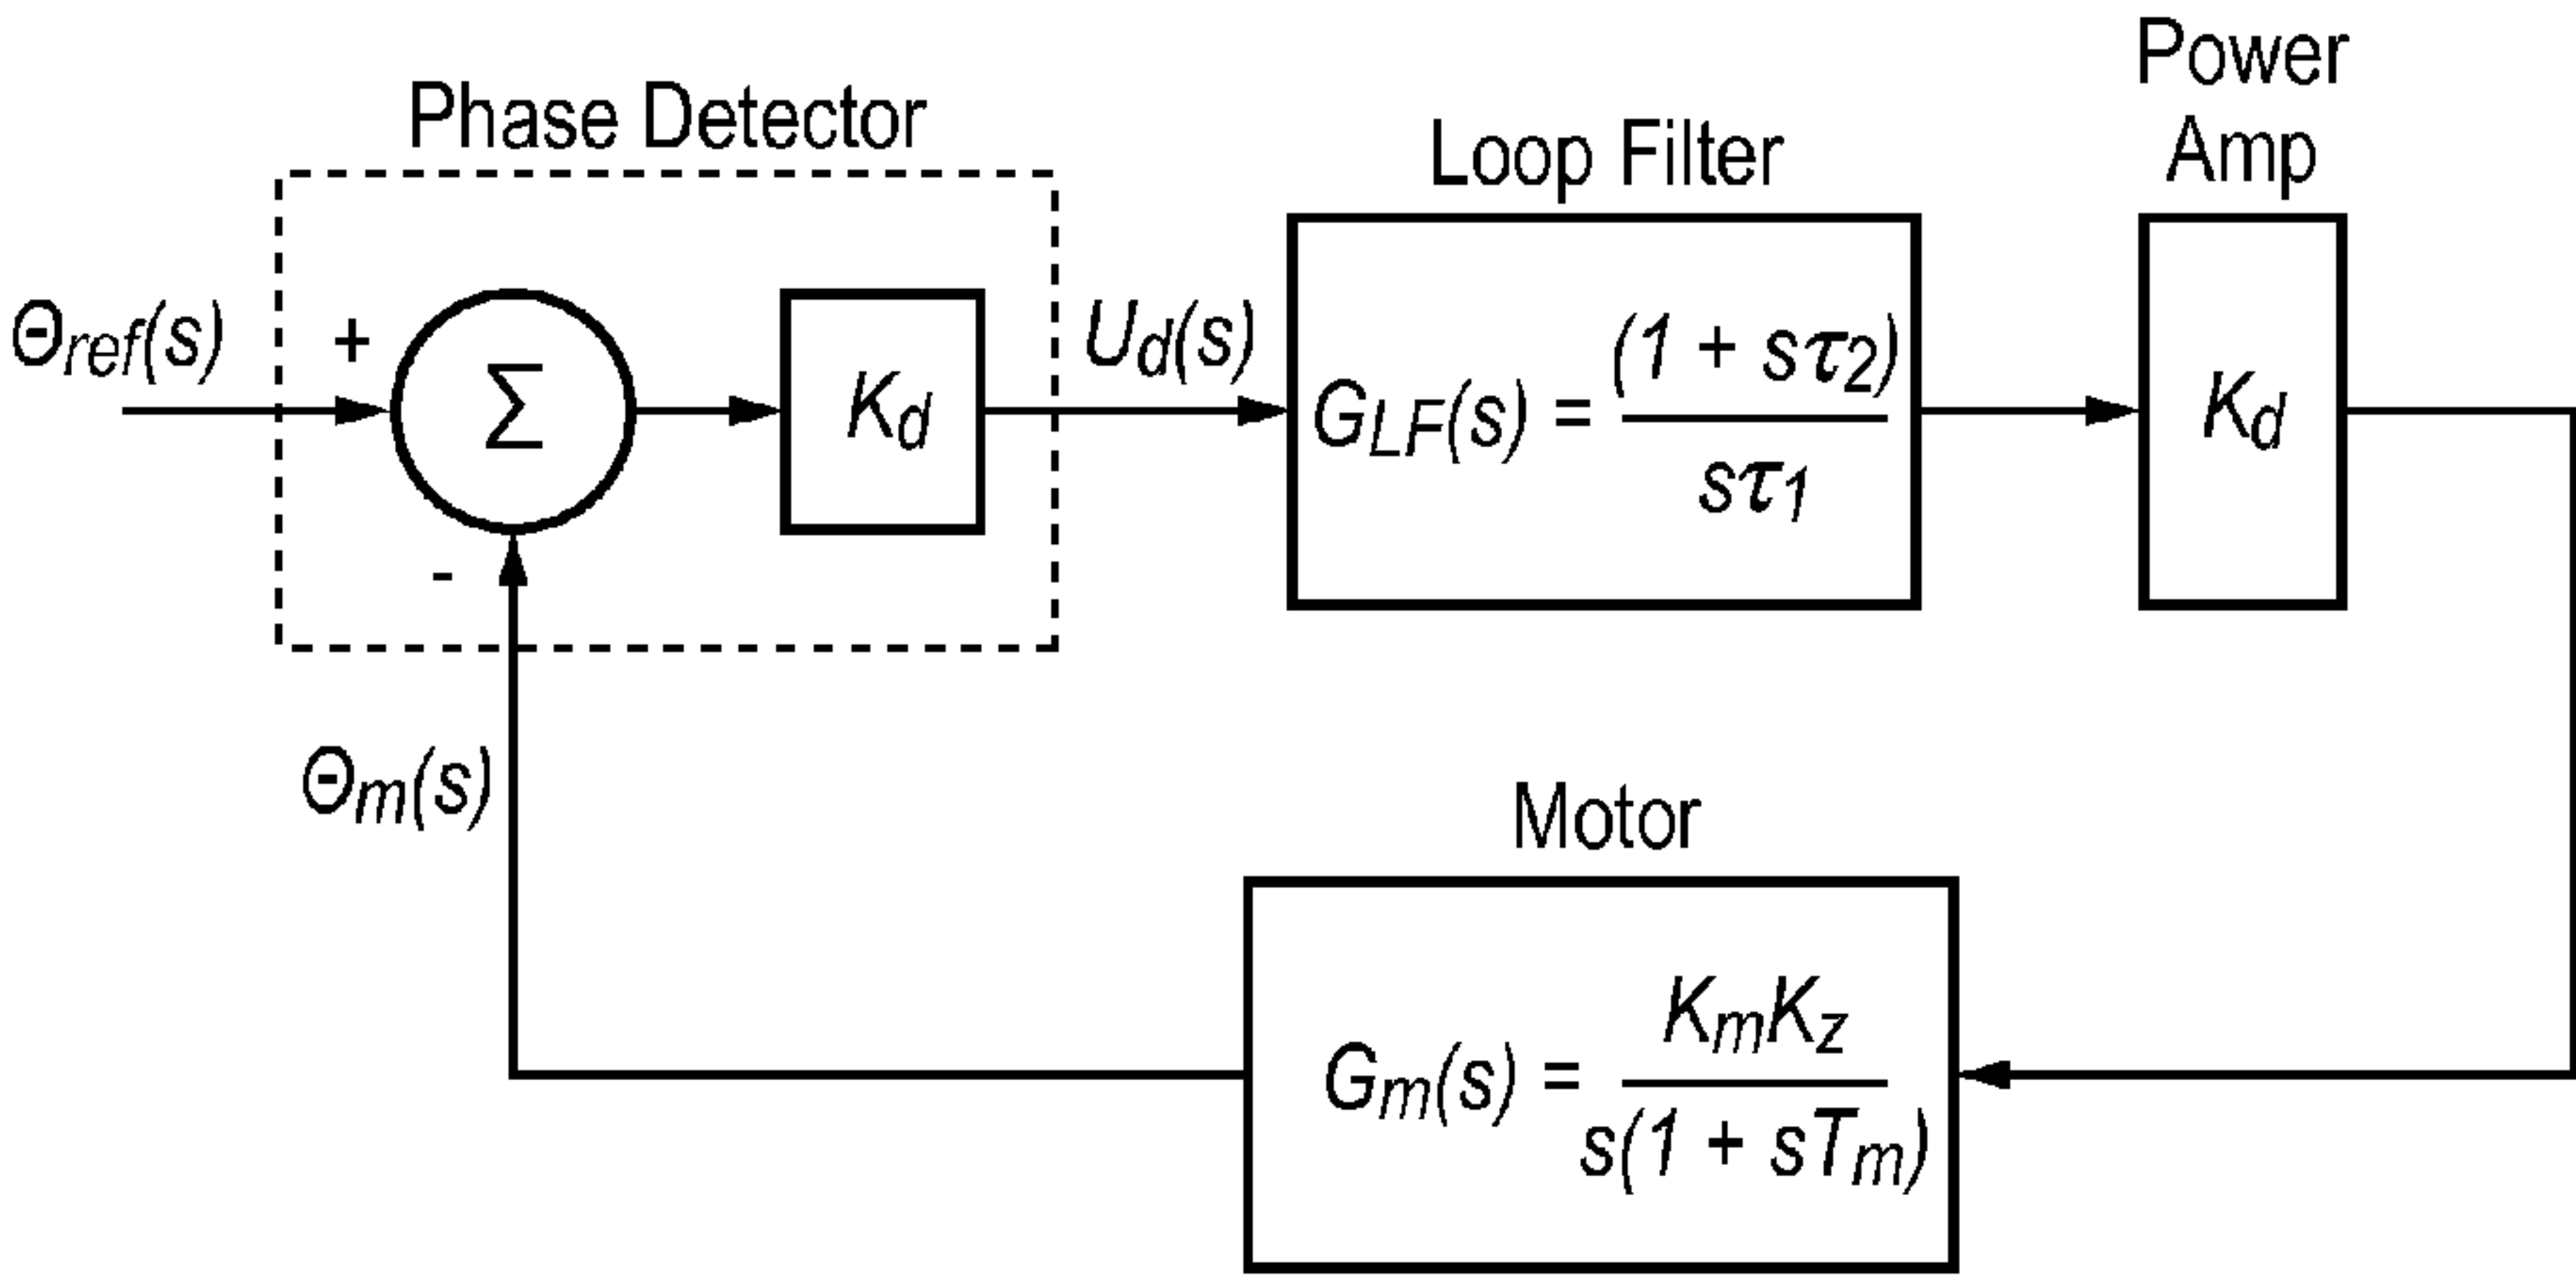 Power
Amp
Phase Detector
Loop Filter
Θref(s)
+
Σ
-
Kd
Ud(s)
GLF(s) = (1 + sτ2)
sτ1
Kd
Θm(s)
Motor
Gm(s) = KmKz
s(1 + sTm)